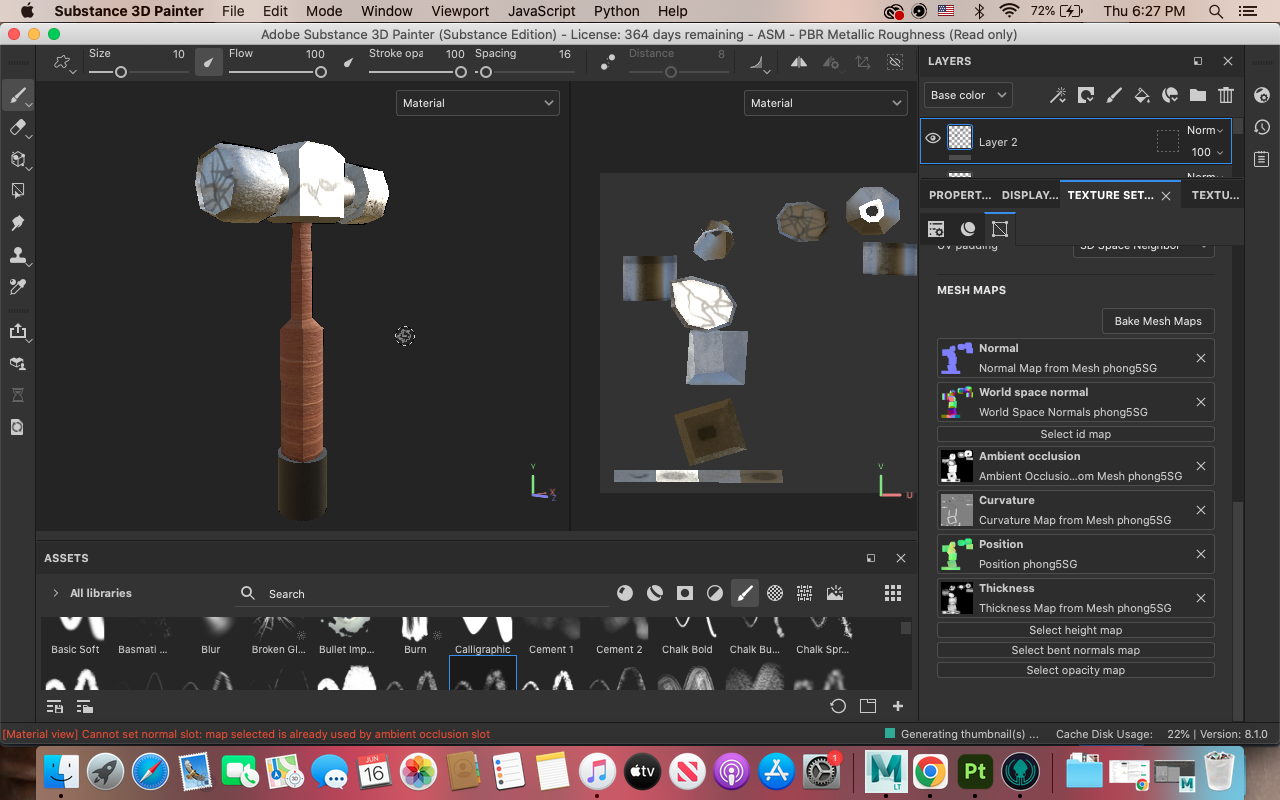 Substance 3D Painter File Edit Mode Window Viewport JavaScript Python Help 72% Thu 6:27 PM
Adobe Substance 3D Painter (Substance Edition) - License: 364 days remaining - ASM - PBR Metallic Roughness (Read only)
Size 10 Flow 100 Stroke opa 100 Spacing 16 Distance 8
LAYERS
Material
Material
Base color
Layer 2
Norm
100
PROPERT... DISPLAY... TEXTURE SET... TEXTU...
UV padding 3D Space Neighbor
MESH MAPS
Bake Mesh Maps
Normal
Normal Map from Mesh phong5SG
World space normal
World Space Normals phong5SG
Select id map
Ambient occlusion
Ambient Occlusio...om Mesh phong5SG
Curvature
Curvature Map from Mesh phong5SG
Position
Position phong5SG
Thickness
Thickness Map from Mesh phong5SG
Select height map
Select bent normals map
Select opacity map
Y
X
Z
V
U
ASSETS
All libraries
Search
Basic Soft Basmati ... Blur Broken Gl... Bullet Imp... Burn Calligraphic Cement 1 Cement 2 Chalk Bold Chalk Bu... Chalk Spr...
[Material view] Cannot set normal slot: map selected is already used by ambient occlusion slot
Generating thumbnail(s) ... Cache Disk Usage: 22% | Version: 8.1.0
JUN
16
tv
1
M
LT
Pt